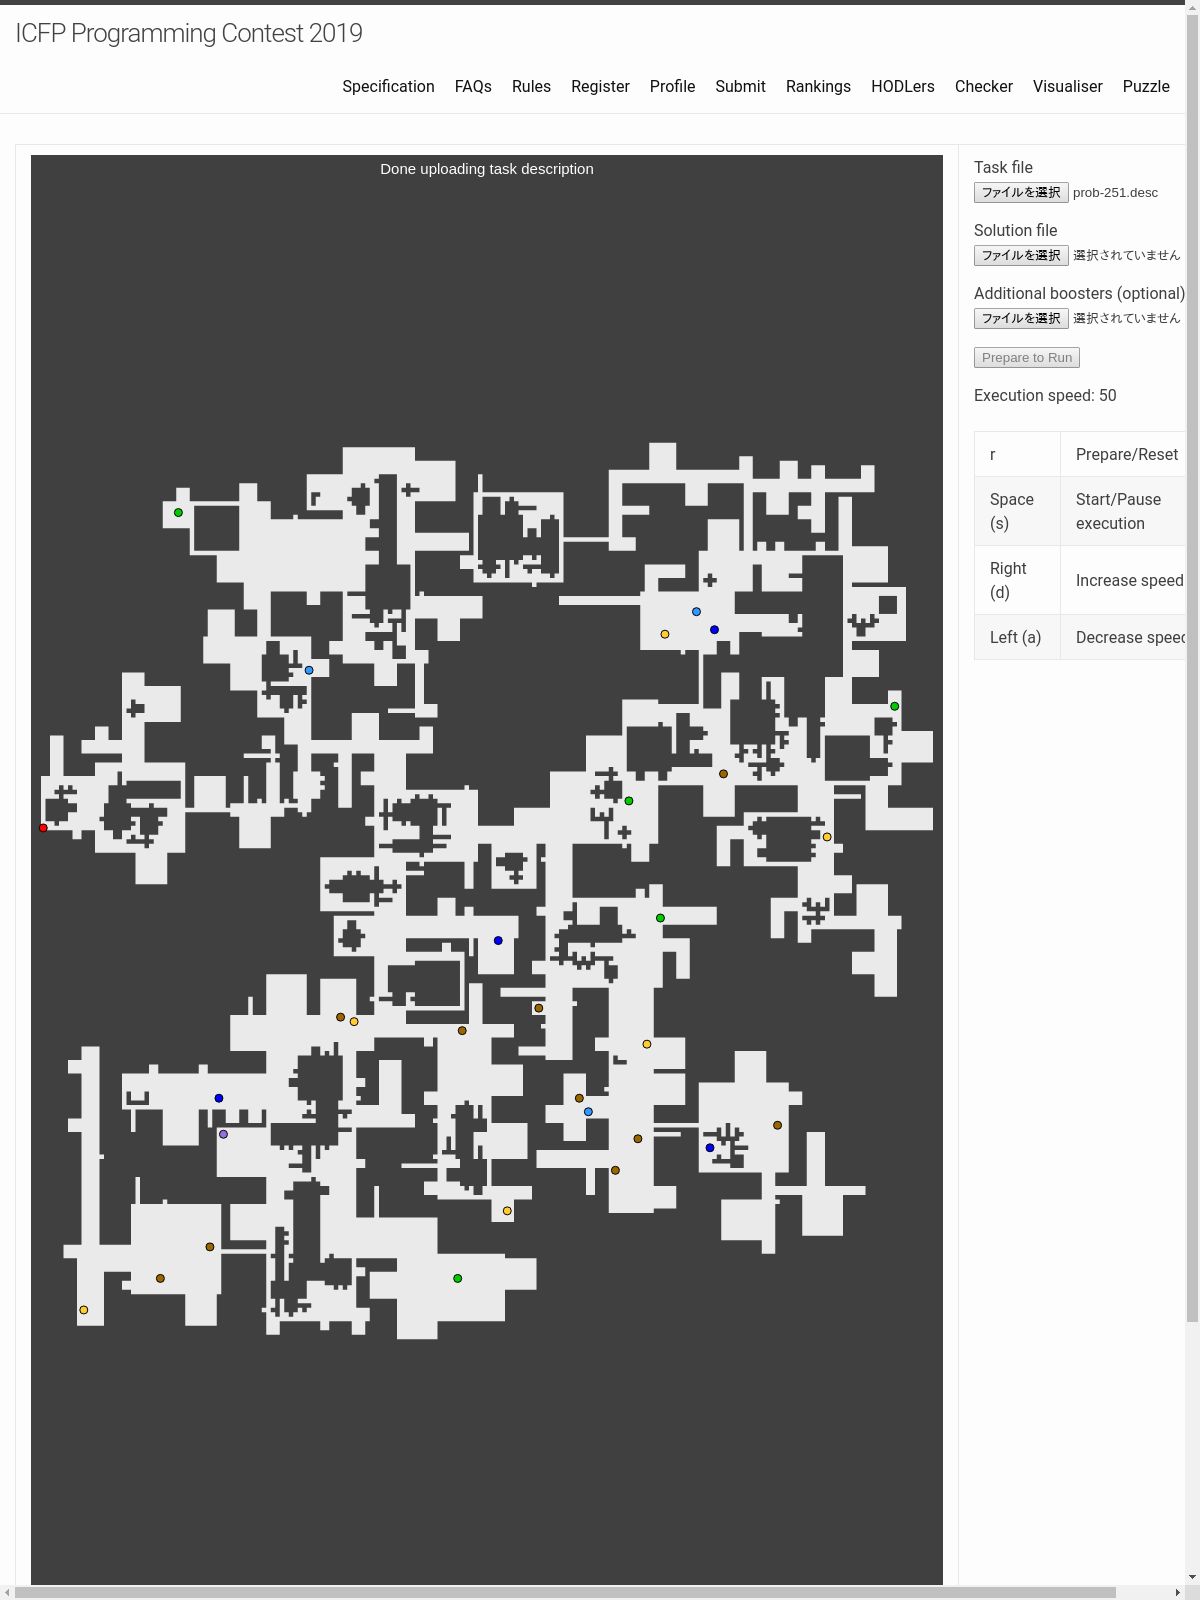 ICFP Programming Contest 2019
Specification FAQs Rules Register Profile Submit Rankings HODLers Checker Visualiser Puzzle
Done uploading task description
Task file
ファイルを選択 prob-251.desc
Solution file
ファイルを選択 選択されていません
Additional boosters (optional)
ファイルを選択 選択されていません
Prepare to Run
Execution speed: 50
r Prepare/Reset
Space (s) Start/Pause execution
Right (d) Increase speed
Left (a) Decrease speed